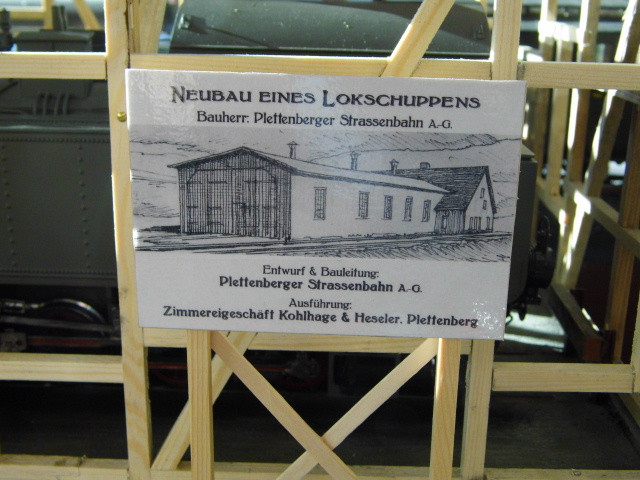 Neubau eines Lokschuppens
Bauherr: Plettenberger Strassenbahn A.-G.
Entwurf & Bauleitung:
Plettenberger Strassenbahn A.-G.
Ausführung:
Zimmereigeschäft Kohlhage & Heseler, Plettenberg